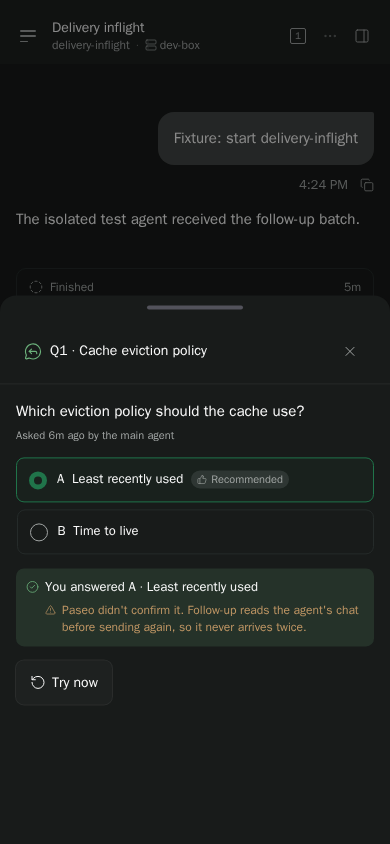 Delivery inflight
delivery-inflight · dev-box
1
Fixture: start delivery-inflight
4:24 PM
The isolated test agent received the follow-up batch.
Finished 5m
Q1 · Cache eviction policy
Which eviction policy should the cache use?
Asked 6m ago by the main agent
A Least recently used Recommended
B Time to live
You answered A · Least recently used
Paseo didn't confirm it. Follow-up reads the agent's chat
before sending again, so it never arrives twice.
Try now